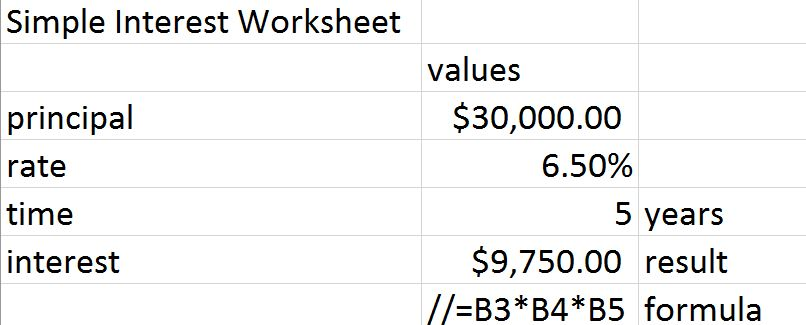 Simple Interest Worksheet
values
principal $30,000.00
rate 6.50%
time 5 years
interest $9,750.00 result
//=B3*B4*B5 formula